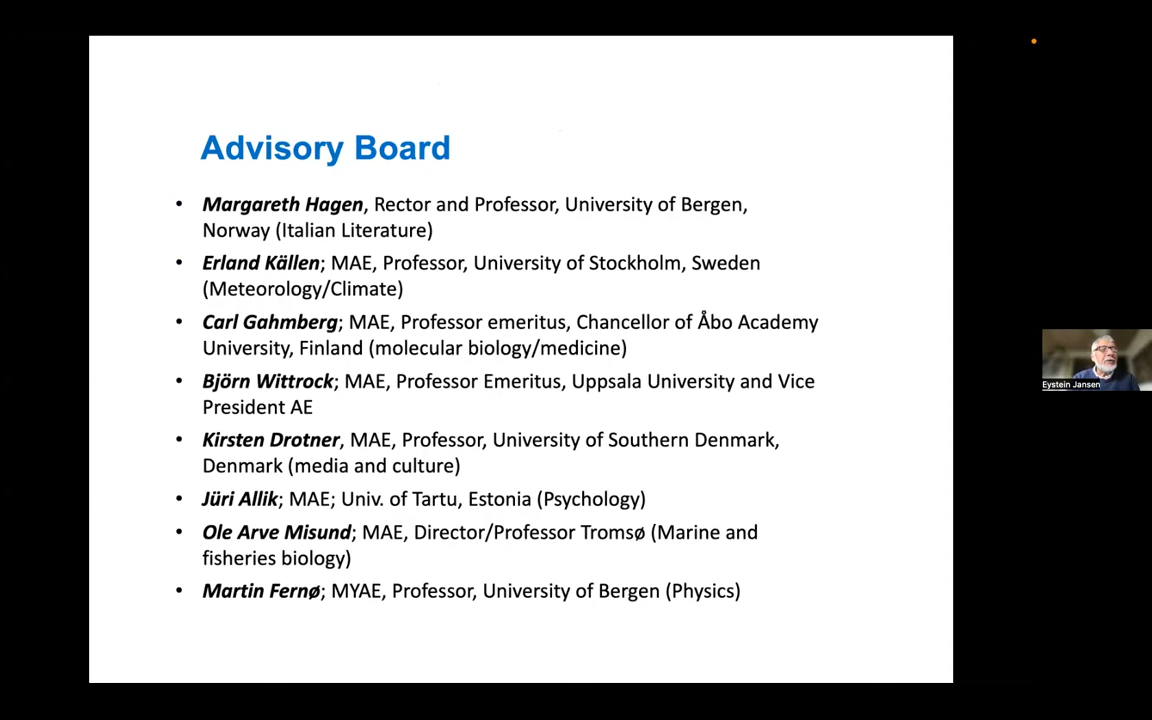 Advisory Board
• Margareth Hagen, Rector and Professor, University of Bergen,
Norway (Italian Literature)
• Erland Källen; MAE, Professor, University of Stockholm, Sweden
(Meteorology/Climate)
• Carl Gahmberg; MAE, Professor emeritus, Chancellor of Åbo Academy
University, Finland (molecular biology/medicine)
• Björn Wittrock; MAE, Professor Emeritus, Uppsala University and Vice
President AE
• Kirsten Drotner, MAE, Professor, University of Southern Denmark,
Denmark (media and culture)
• Jüri Allik; MAE; Univ. of Tartu, Estonia (Psychology)
• Ole Arve Misund; MAE, Director/Professor Tromsø (Marine and
fisheries biology)
• Martin Fernø; MYAE, Professor, University of Bergen (Physics)
Eystein Jansen